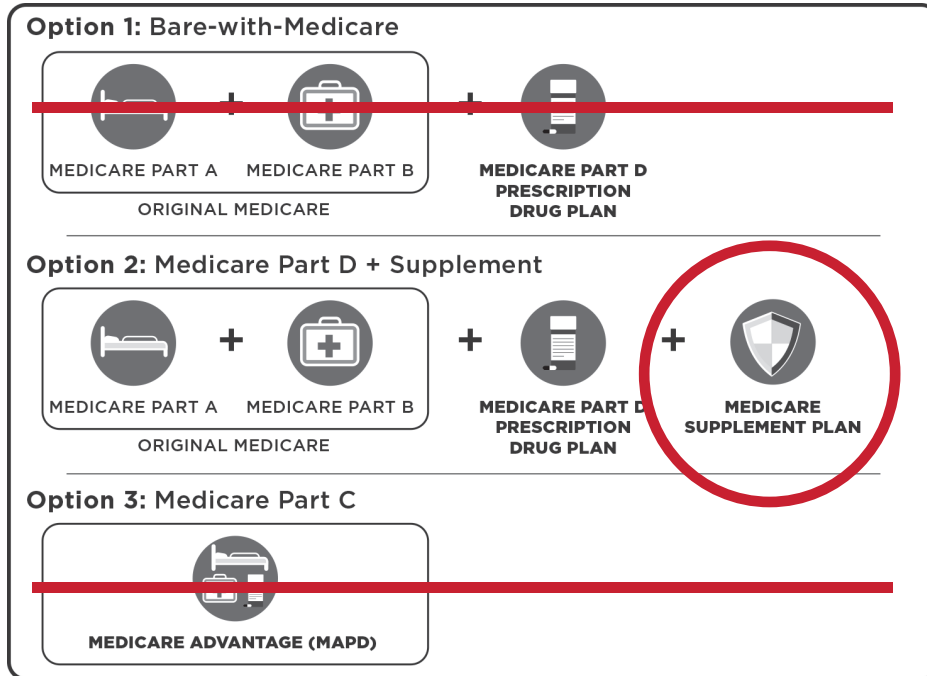 Option 1: Bare-with-Medicare
+
+
MEDICARE PART A
MEDICARE PART B
MEDICARE PART D
PRESCRIPTION
DRUG PLAN
ORIGINAL MEDICARE
Option 2: Medicare Part D + Supplement
+
+
+
MEDICARE PART A
MEDICARE PART B
MEDICARE PART D
PRESCRIPTION
DRUG PLAN
MEDICARE
SUPPLEMENT PLAN
ORIGINAL MEDICARE
Option 3: Medicare Part C
MEDICARE ADVANTAGE (MAPD)